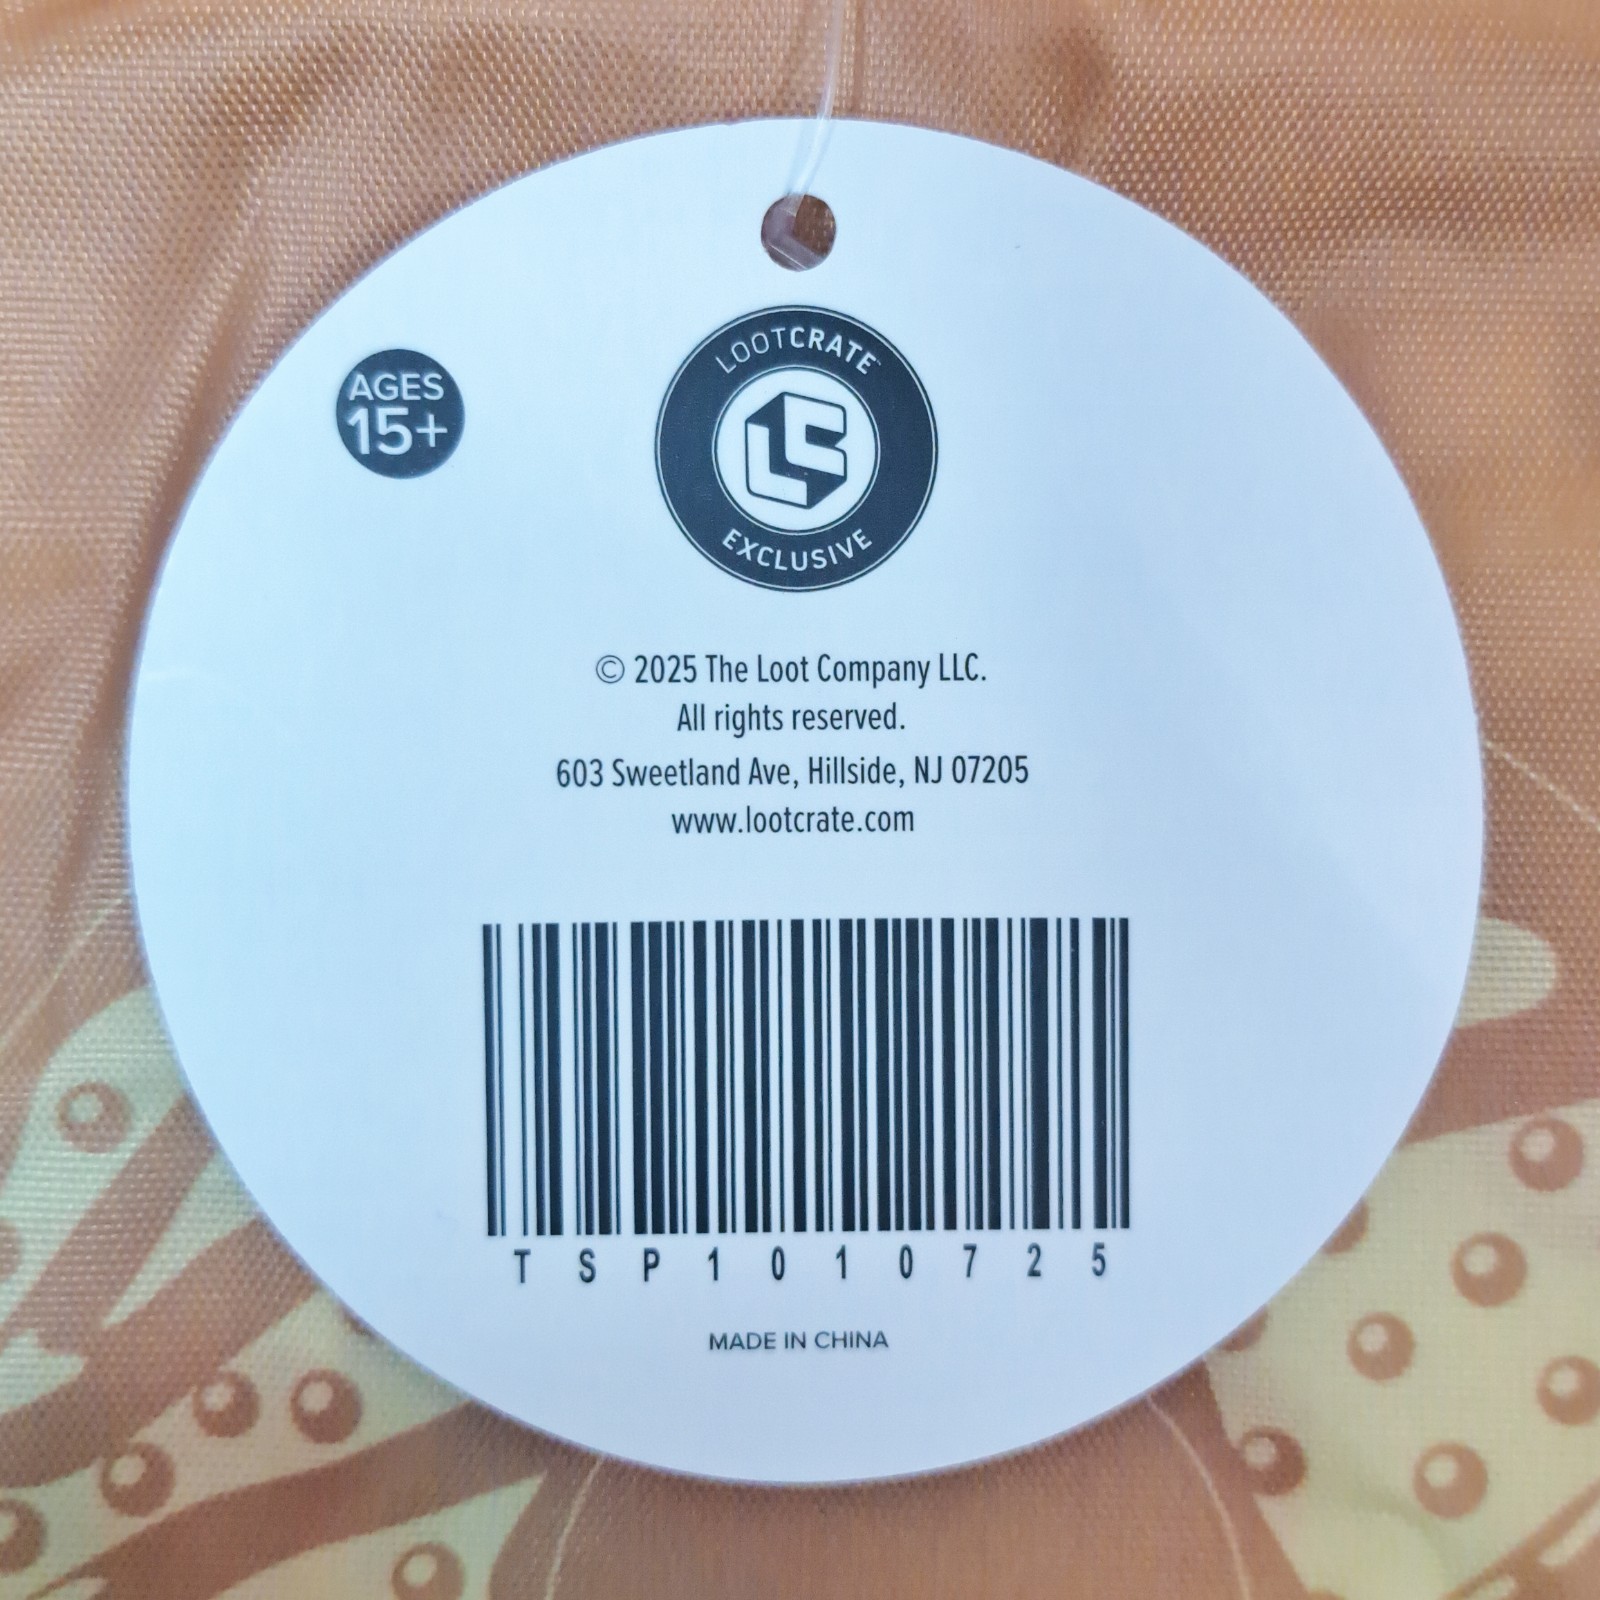 LOOTCRATE™
EXCLUSIVE
AGES
15+
© 2025 The Loot Company LLC.
All rights reserved.
603 Sweetland Ave, Hillside, NJ 07205
www.lootcrate.com
TSP1010725
MADE IN CHINA